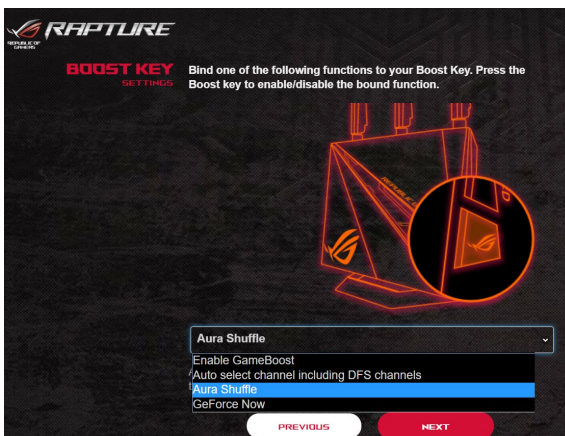 REPUBLIC OF
GAMERS
RAPTURE
BOOST KEY
SETTINGS
Bind one of the following functions to your Boost Key. Press the
Boost key to enable/disable the bound function.
REPUBLIC OF
Aura Shuffle
Enable GameBoost
Auto select channel including DFS channels
Aura Shuffle
GeForce Now
PREVIOUS
NEXT